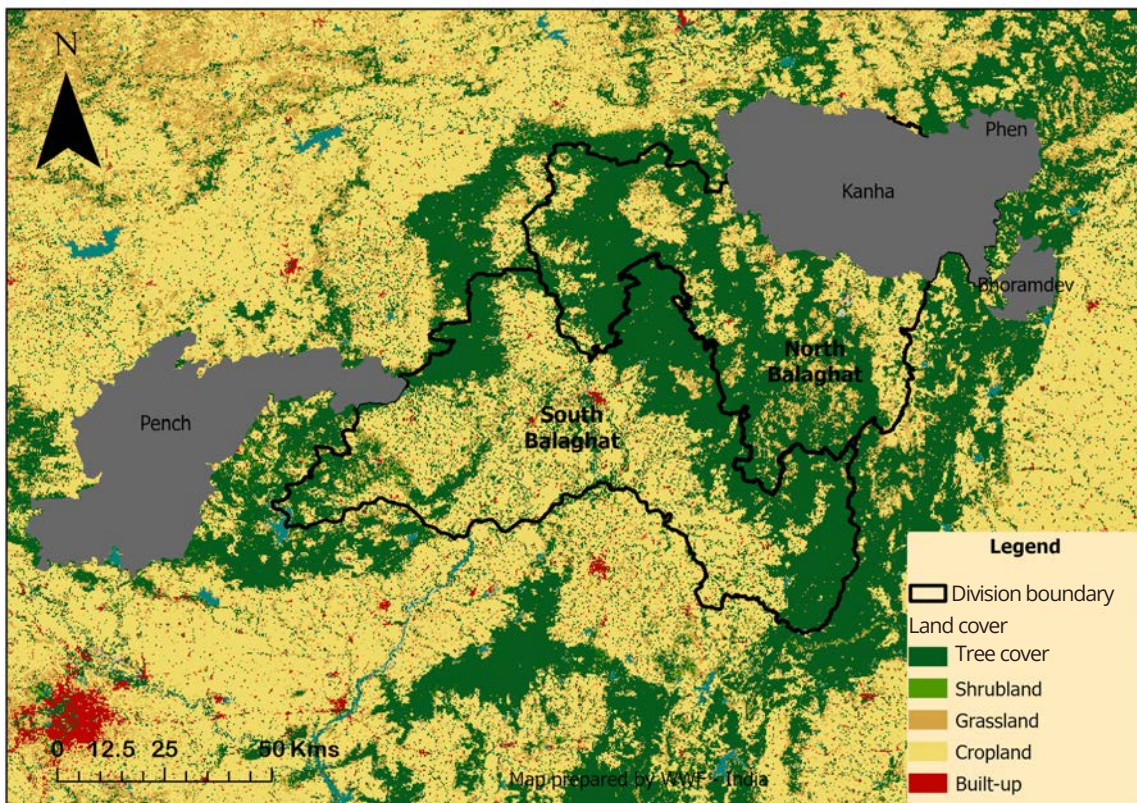 N
Phen
Kanha
Bhoramdev
North
Balaghat
South
Balaghat
Pench
Legend
Division boundary
Land cover
Tree cover
Shrubland
Grassland
Cropland
Built-up
0 12.5 25 50 Kms
Map prepared by WWF - India